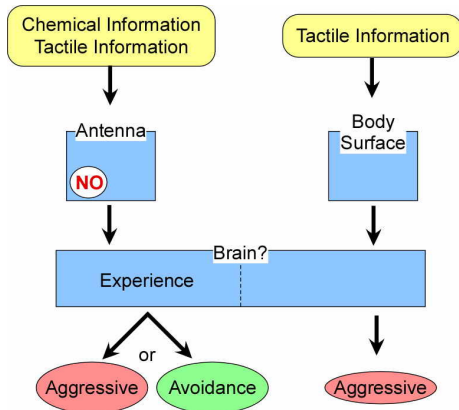 Chemical Information
Tactile Information
Tactile Information
Antenna
Body
Surface
NO
Brain?
Experience
or
Aggressive
Avoidance
Aggressive